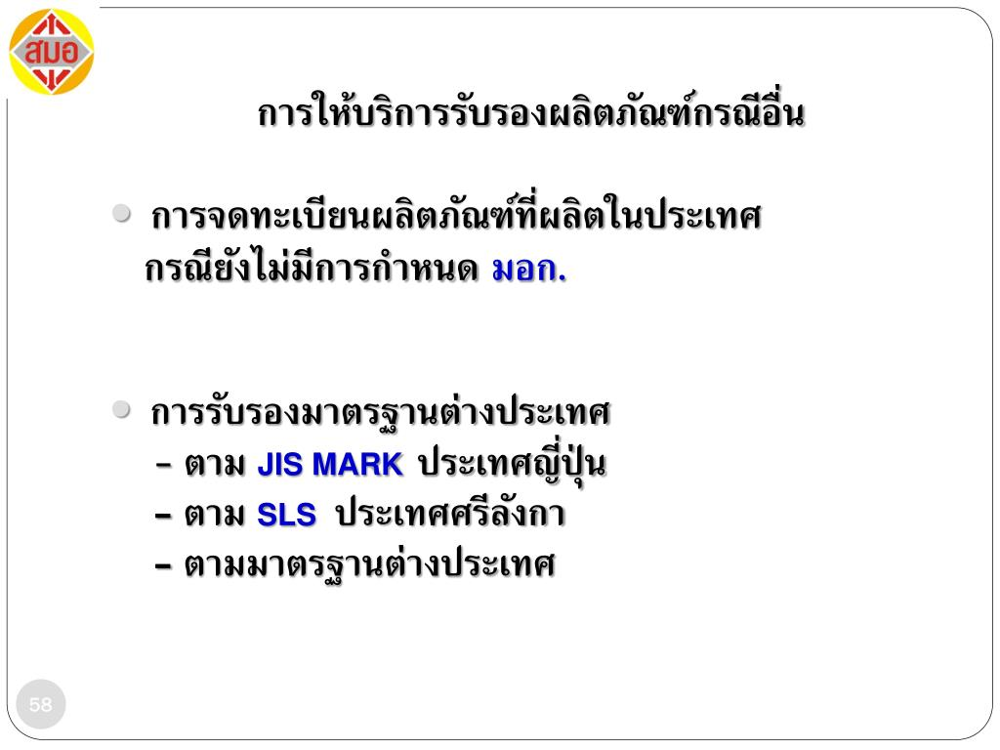 สมอ
การให้บริการรับรองผลิตภัณฑ์กรณีอื่น
การจดทะเบียนผลิตภัณฑ์ที่ผลิตในประเทศ
กรณียังไม่มีการกำหนด มอก.
การรับรองมาตรฐานต่างประเทศ
- ตาม JIS MARK ประเทศญี่ปุ่น
- ตาม SLS ประเทศศรีลังกา
- ตามมาตรฐานต่างประเทศ
58